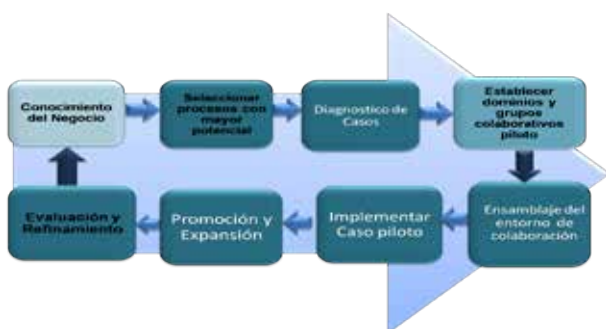 Conocimiento
del Negocio
Seleccionar
procesos con
mayor
potencial
Diagnostico de
Casos
Establecer
dominios y
grupos
colaborativos
piloto
Ensamblaje del
entorno de
colaboración
Implementar
Caso piloto
Promoción y
Expansión
Evaluación y
Refinamiento